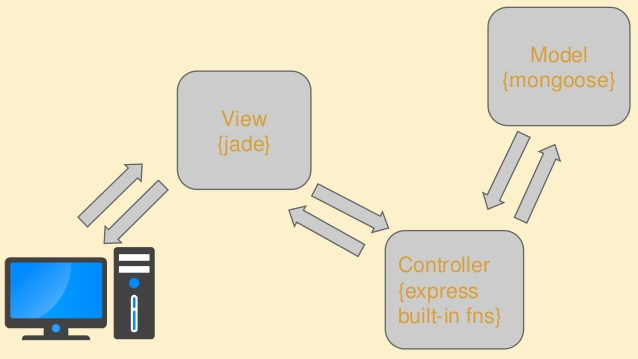 Model
{mongoose}
View
{jade}
Controller
{express
built-in fns}